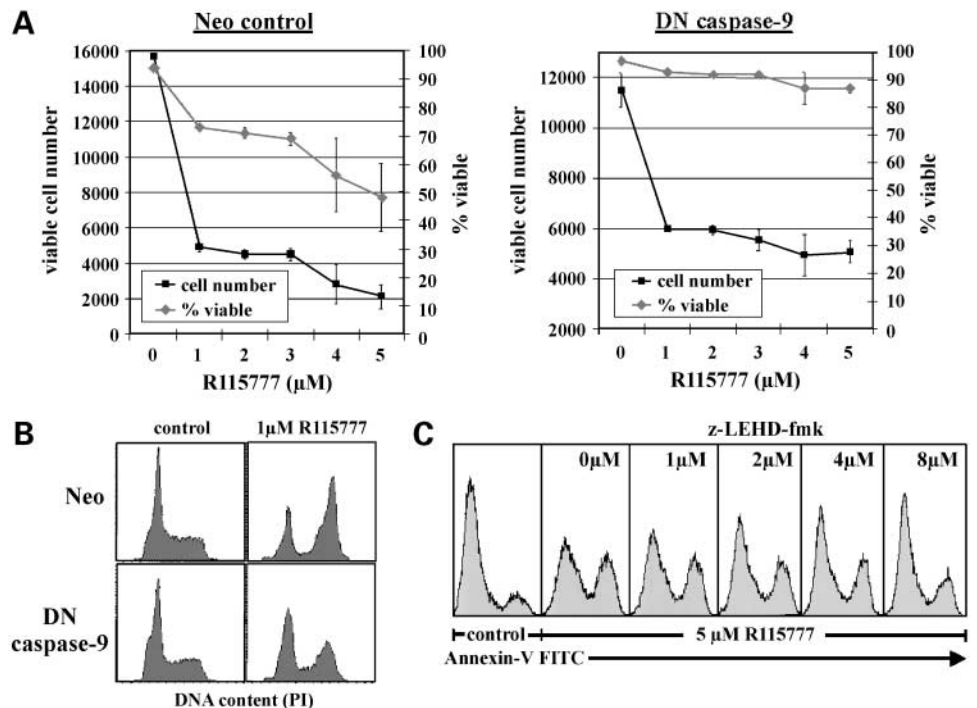 A
Neo control
DN caspase-9
viable cell number
16000
14000
12000
10000
8000
6000
4000
2000
0
100
90
80
70
60
50
40
30
20
10
0
% viable
cell number
% viable
0 1 2 3 4 5
R115777 (µM)
viable cell number
12000
10000
8000
6000
4000
2000
100
90
80
70
60
50
40
30
20
10
0
% viable
cell number
% viable
0 1 2 3 4 5
R115777 (µM)
B
control 1µM R115777
Neo
DN
caspase-9
DNA content (PI)
C
z-LEHD-fmk
0µM 1µM 2µM 4µM 8µM
control 5 µM R115777
Annexin-V FITC